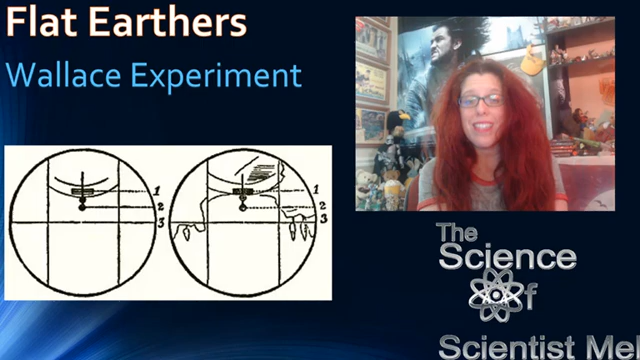 Flat Earthers
Wallace Experiment
1
2
3
1
2
3
The
Science
of
Scientist Mel